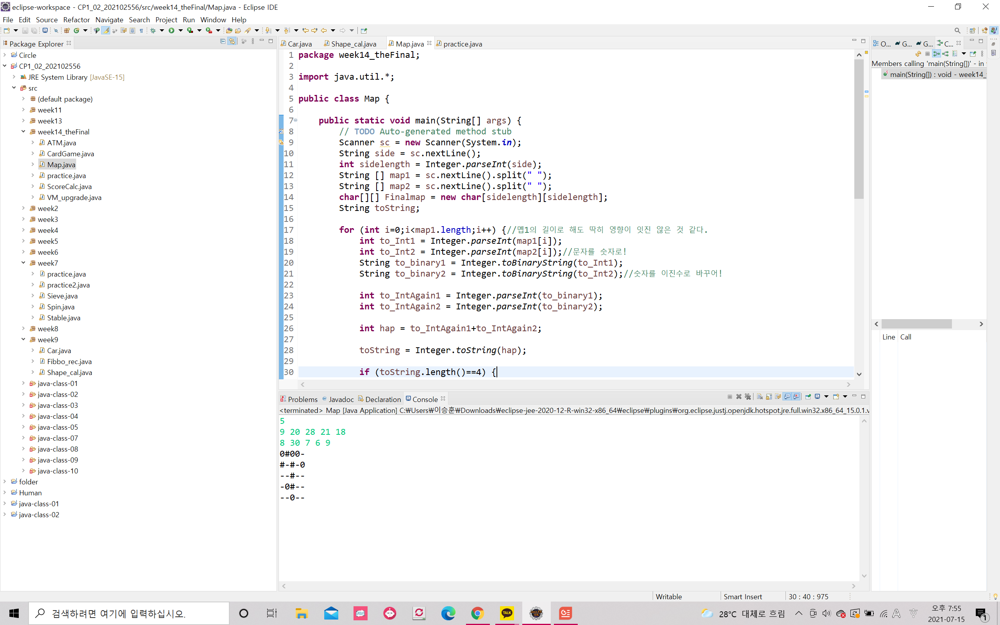 eclipse-workspace - CP1_02_202102556/src/week14_theFinal/Map.java - Eclipse IDE
File Edit Source Refactor Navigate Search Project Run Window Help
Package Explorer
Circle
CP1_02_202102556
JRE System Library [JavaSE-15]
src
(default package)
week11
week13
week14_theFinal
ATM.java
CardGame.java
Map.java
practice.java
ScoreCalc.java
VM_upgrade.java
week2
week3
week4
week5
week6
week7
practice.java
practice2.java
Sieve.java
Spin.java
Stable.java
week8
week9
Car.java
Fibbo_rec.java
Shape_cal.java
java-class-01
java-class-02
java-class-03
java-class-04
java-class-05
java-class-07
java-class-08
java-class-09
java-class-10
folder
Human
java-class-01
java-class-02
Car.java Shape_cal.java Map.java practice.java
1 package week14_theFinal;
2
3 import java.util.*;
4
5 public class Map {
6
7 public static void main(String[] args) {
8 // TODO Auto-generated method stub
9 Scanner sc = new Scanner(System.in);
10 String side = sc.nextLine();
11 int sidelength = Integer.parseInt(side);
12 String [] map1 = sc.nextLine().split(" ");
13 String [] map2 = sc.nextLine().split(" ");
14 char[][] Finalmap = new char[sidelength][sidelength];
15 String toString;
16
17 for (int i=0;i<map1.length;i++) {//멥1의 길이로 해도 딱히 영향이 잇진 않은 것 같다.
18 int to_Int1 = Integer.parseInt(map1[i]);
19 int to_Int2 = Integer.parseInt(map2[i]);//문자를 숫자로!
20 String to_binary1 = Integer.toBinaryString(to_Int1);
21 String to_binary2 = Integer.toBinaryString(to_Int2);//숫자를 이진수로 바꾸어!
22
23 int to_IntAgain1 = Integer.parseInt(to_binary1);
24 int to_IntAgain2 = Integer.parseInt(to_binary2);
25
26 int hap = to_IntAgain1+to_IntAgain2;
27
28 toString = Integer.toString(hap);
29
30 if (toString.length()==4) {
Problems Javadoc Declaration Console
<terminated> Map [Java Application] C:₩Users₩이승훈₩Downloads₩eclipse-jee-2020-12-R-win32-x86_64₩eclipse₩plugins₩org.eclipse.justj.openjdk.hotspot.jre.full.win32.x86_64_15.0.1.v
5
9 20 28 21 18
8 30 7 6 9
0#00-
#-#-0
--#--
-0#--
--0--
O... G... G... C...
Members calling 'main(String[])' - in
main(String[]) : void - week14_
Line Call
Writable Smart Insert 30 : 40 : 975
검색하려면 여기에 입력하십시오.
TALK
28°C 대체로 흐림
오후 7:55
2021-07-15
1